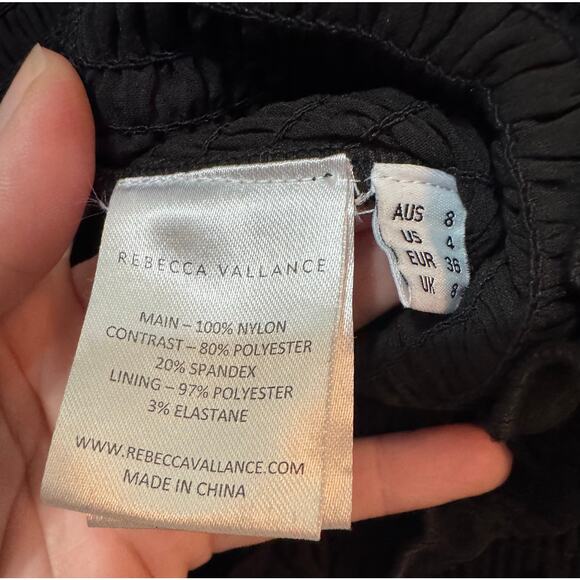 REBECCA VALLANCE
MAIN – 100% NYLON
CONTRAST – 80% POLYESTER
20% SPANDEX
LINING – 97% POLYESTER
3% ELASTANE
WWW.REBECCAVALLANCE.COM
MADE IN CHINA
AUS 8
US 4
EUR 36
UK 8